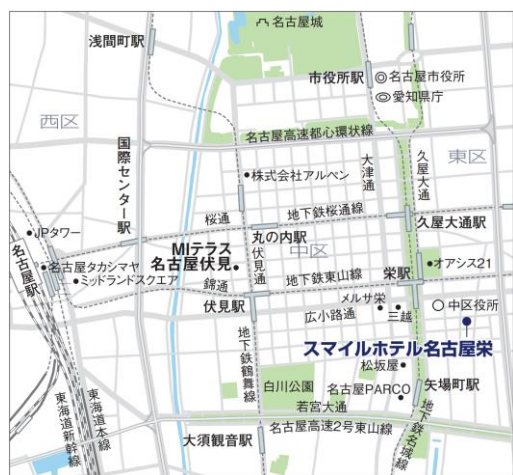 名古屋城
浅間町駅
市役所駅
名古屋市役所
愛知県庁
西区
国際センター駅
名古屋高速都心環状線
東区
株式会社アルペン
大津通
久屋大通
JPタワー
桜通
地下鉄桜通線
久屋大通駅
名古屋駅
丸の内駅
MIテラス
名古屋伏見
伏見通
中区
名古屋タカシマヤ
ミッドランドスクエア
錦通
地下鉄東山線
栄駅
オアシス21
伏見駅
メルサ栄
広小路通
三越
中区役所
スマイルホテル名古屋栄
地下鉄鶴舞線
松坂屋
白川公園
名古屋PARCO
矢場町駅
若宮大通
東海道新幹線
東海道本線
大須観音駅
名古屋高速2号東山線
地下鉄名城線